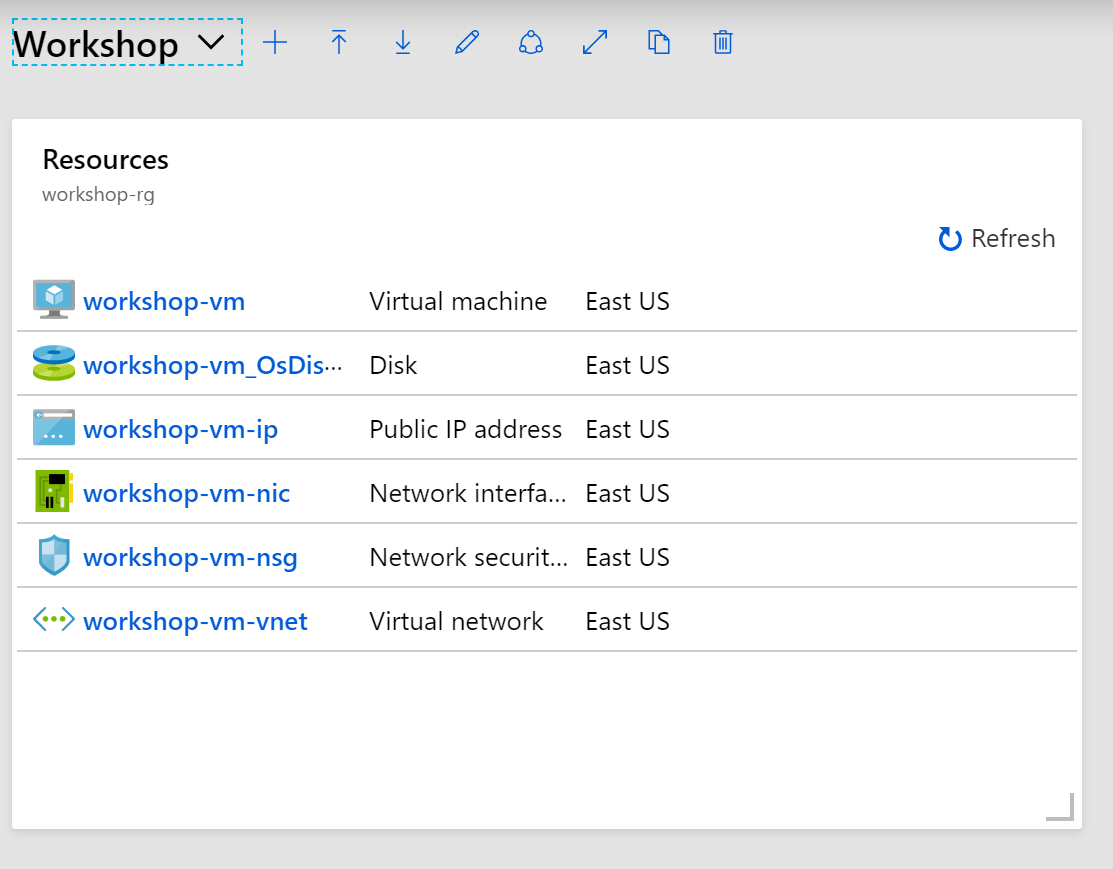 Workshop
Resources
workshop-rg
Refresh
workshop-vm Virtual machine East US
workshop-vm_OsDis... Disk East US
workshop-vm-ip Public IP address East US
workshop-vm-nic Network interfa... East US
workshop-vm-nsg Network securit... East US
workshop-vm-vnet Virtual network East US